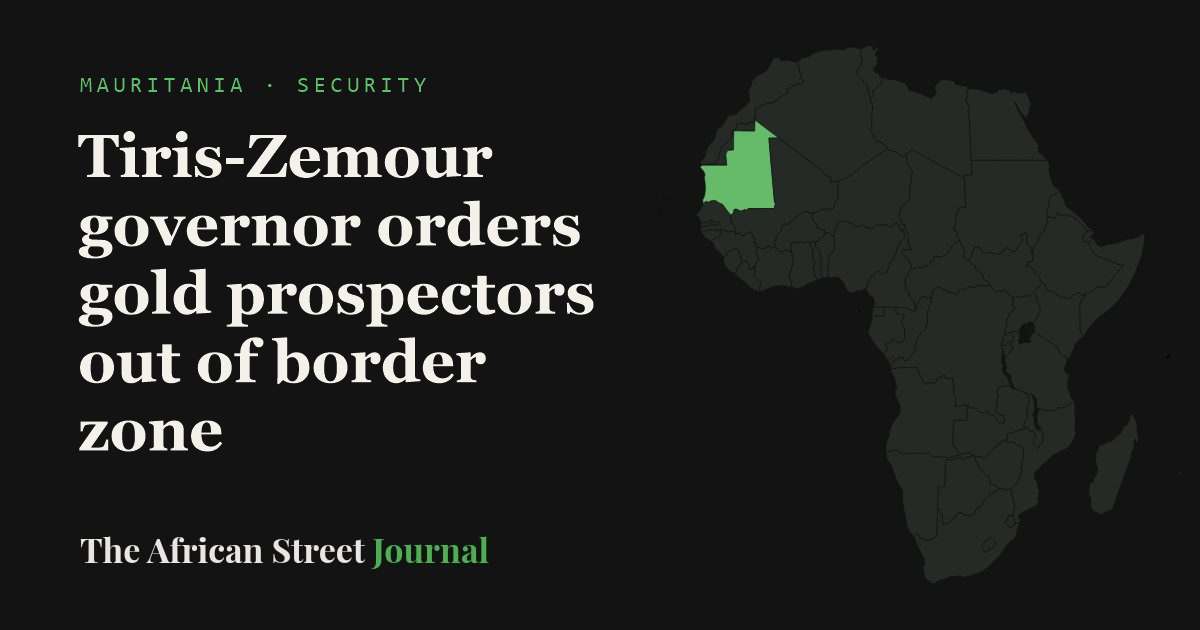 MAURITANIA · SECURITY
Tiris-Zemour
governor orders
gold prospectors
out of border
zone
The African Street Journal